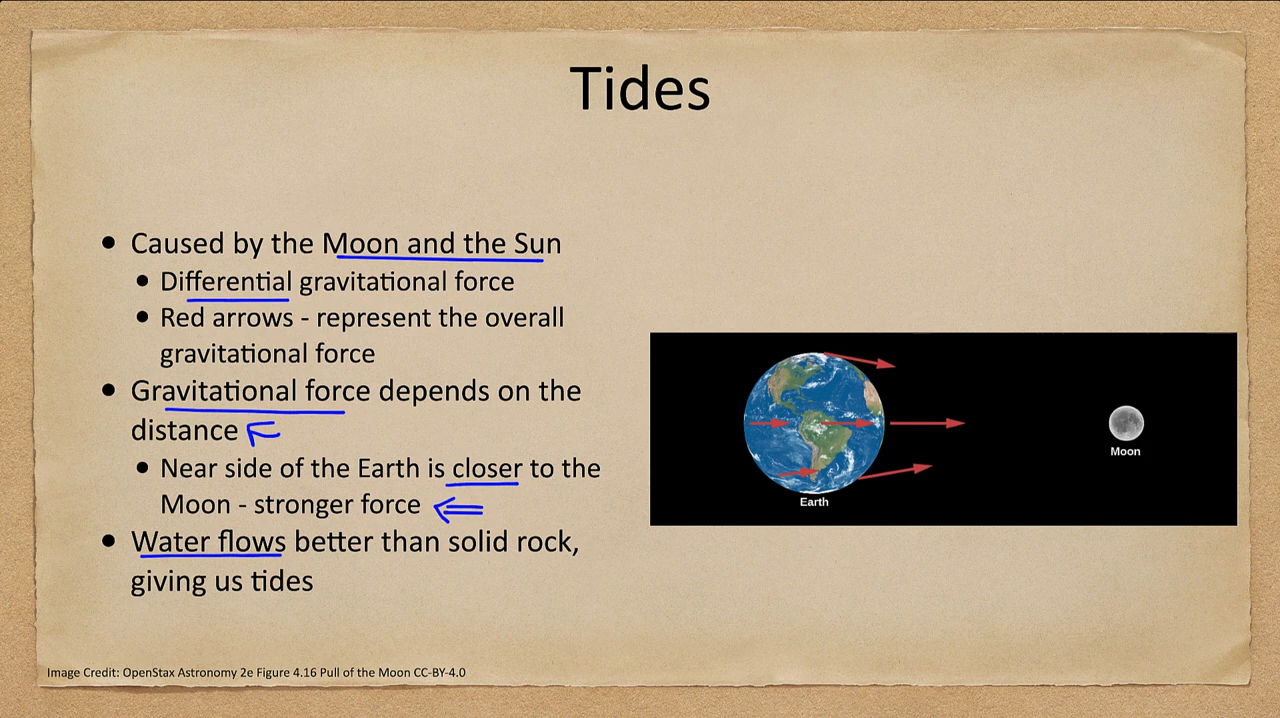 Tides
• Caused by the Moon and the Sun
• Differential gravitational force
• Red arrows - represent the overall
gravitational force
• Gravitational force depends on the
distance
• Near side of the Earth is closer to the
Moon - stronger force
• Water flows better than solid rock,
giving us tides
Earth
Moon
Image Credit: OpenStax Astronomy 2e Figure 4.16 Pull of the Moon CC-BY-4.0